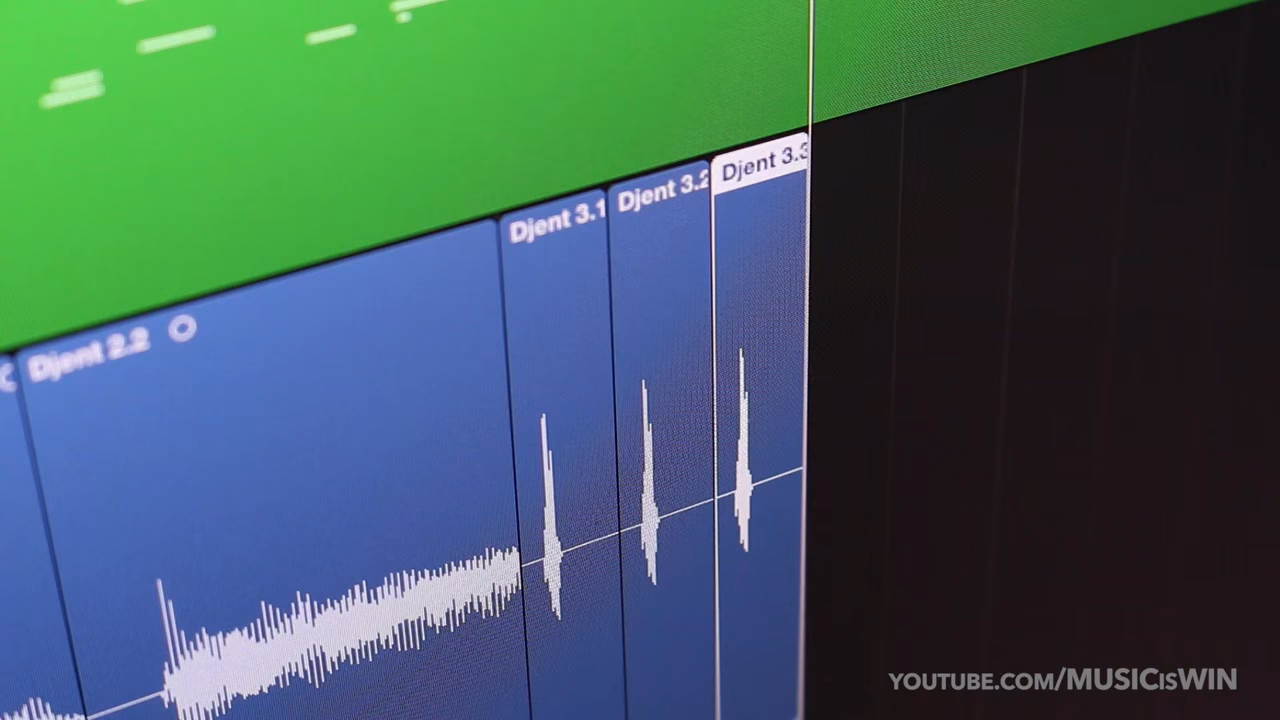 Djent 2.2
Djent 3.1
Djent 3.2
Djent 3.3
YOUTUBE.COM/MUSICISWIN